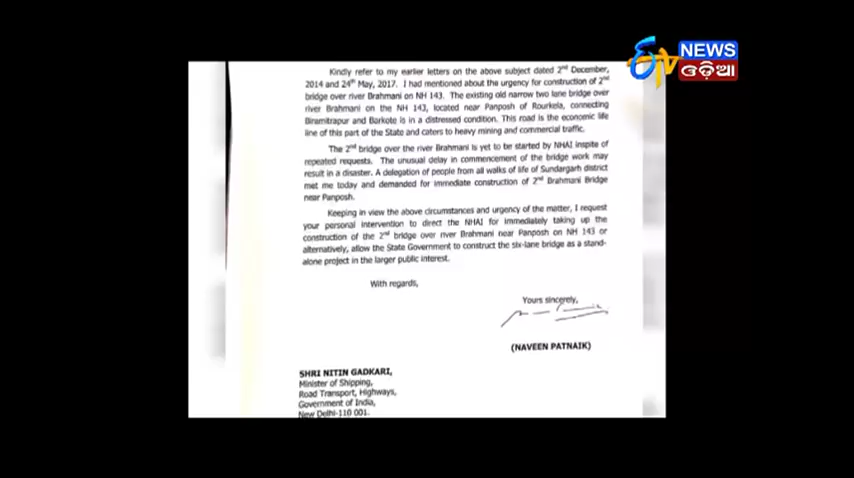 ETV NEWS
ଓଡ଼ିଆ
Kindly refer to my earlier letters on the above subject dated 2nd December,
2014 and 24th May, 2017. I had mentioned about the urgency for construction of 2nd
bridge over river Brahmani on NH 143. The existing old narrow two lane bridge over
river Brahmani on the NH 143, located near Panposh of Rourkela, connecting
Biramitrapur and Barkote is in a distressed condition. This road is the economic life
line of this part of the State and caters to heavy mining and commercial traffic.
The 2nd bridge over the river Brahmani is yet to be started by NHAI inspite of
repeated requests. The unusual delay in commencement of the bridge work may
result in a disaster. A delegation of people from all walks of life of Sundargarh district
met me today and demanded for immediate construction of 2nd Brahmani Bridge
near Panposh.
Keeping in view the above circumstances and urgency of the matter, I request
your personal intervention to direct the NHAI for immediately taking up the
construction of the 2nd bridge over river Brahmani near Panposh on NH 143 or
alternatively, allow the State Government to construct the six-lane bridge as a stand-
alone project in the larger public interest.
With regards,
Yours sincerely,
(NAVEEN PATNAIK)
SHRI NITIN GADKARI,
Minister of Shipping,
Road Transport, Highways,
Government of India,
New Delhi-110 001.